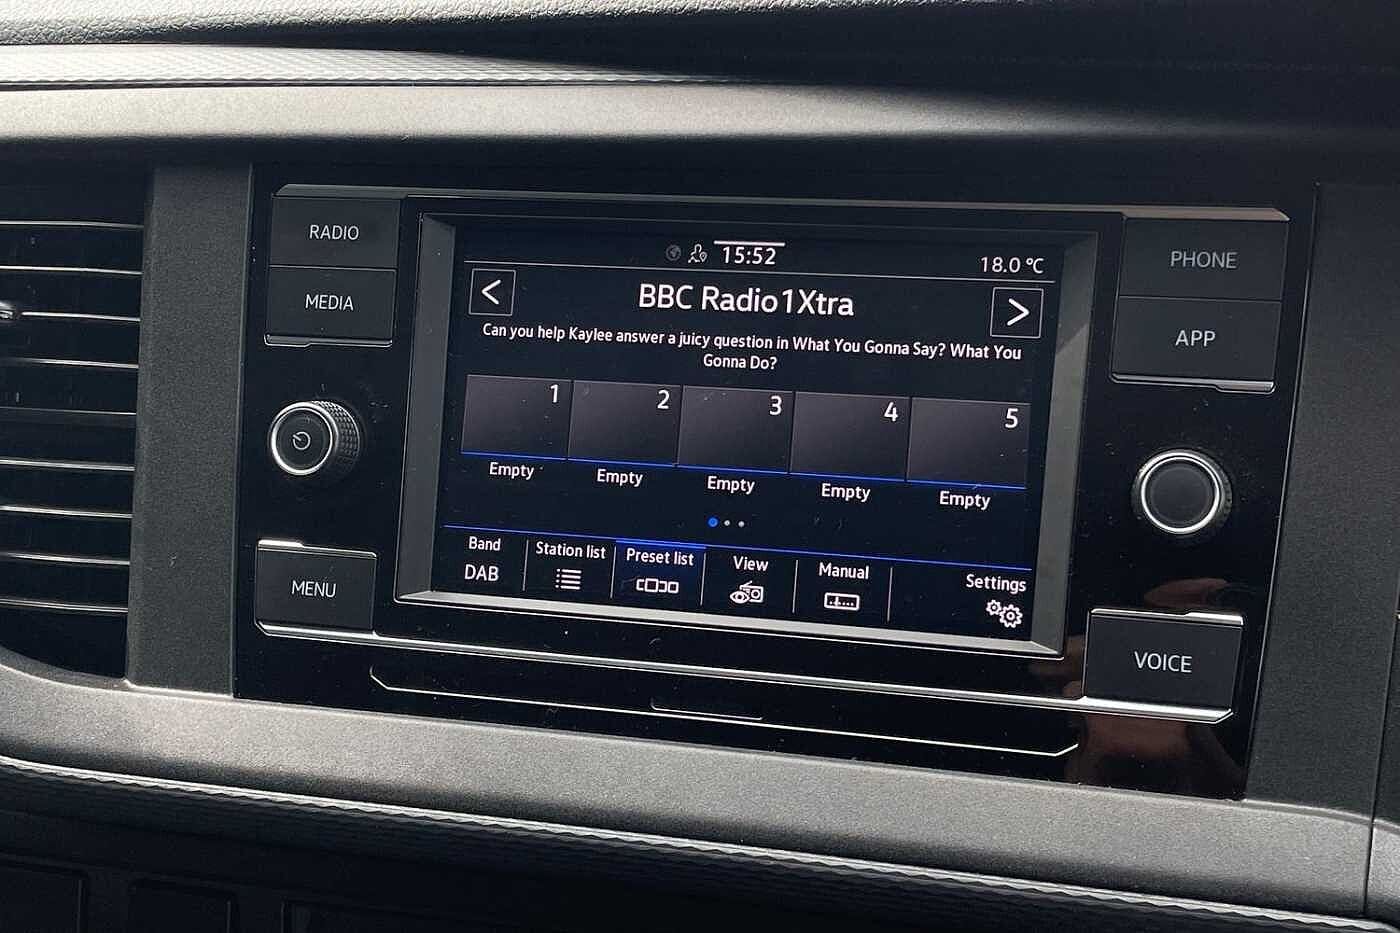 RADIO
MEDIA
MENU
15:52
18.0 °C
<
BBC Radio 1Xtra
>
Can you help Kaylee answer a juicy question in What You Gonna Say? What You
Gonna Do?
1 2 3 4 5
Empty Empty Empty Empty Empty
Band Station list Preset list View Manual Settings
DAB
PHONE
APP
VOICE